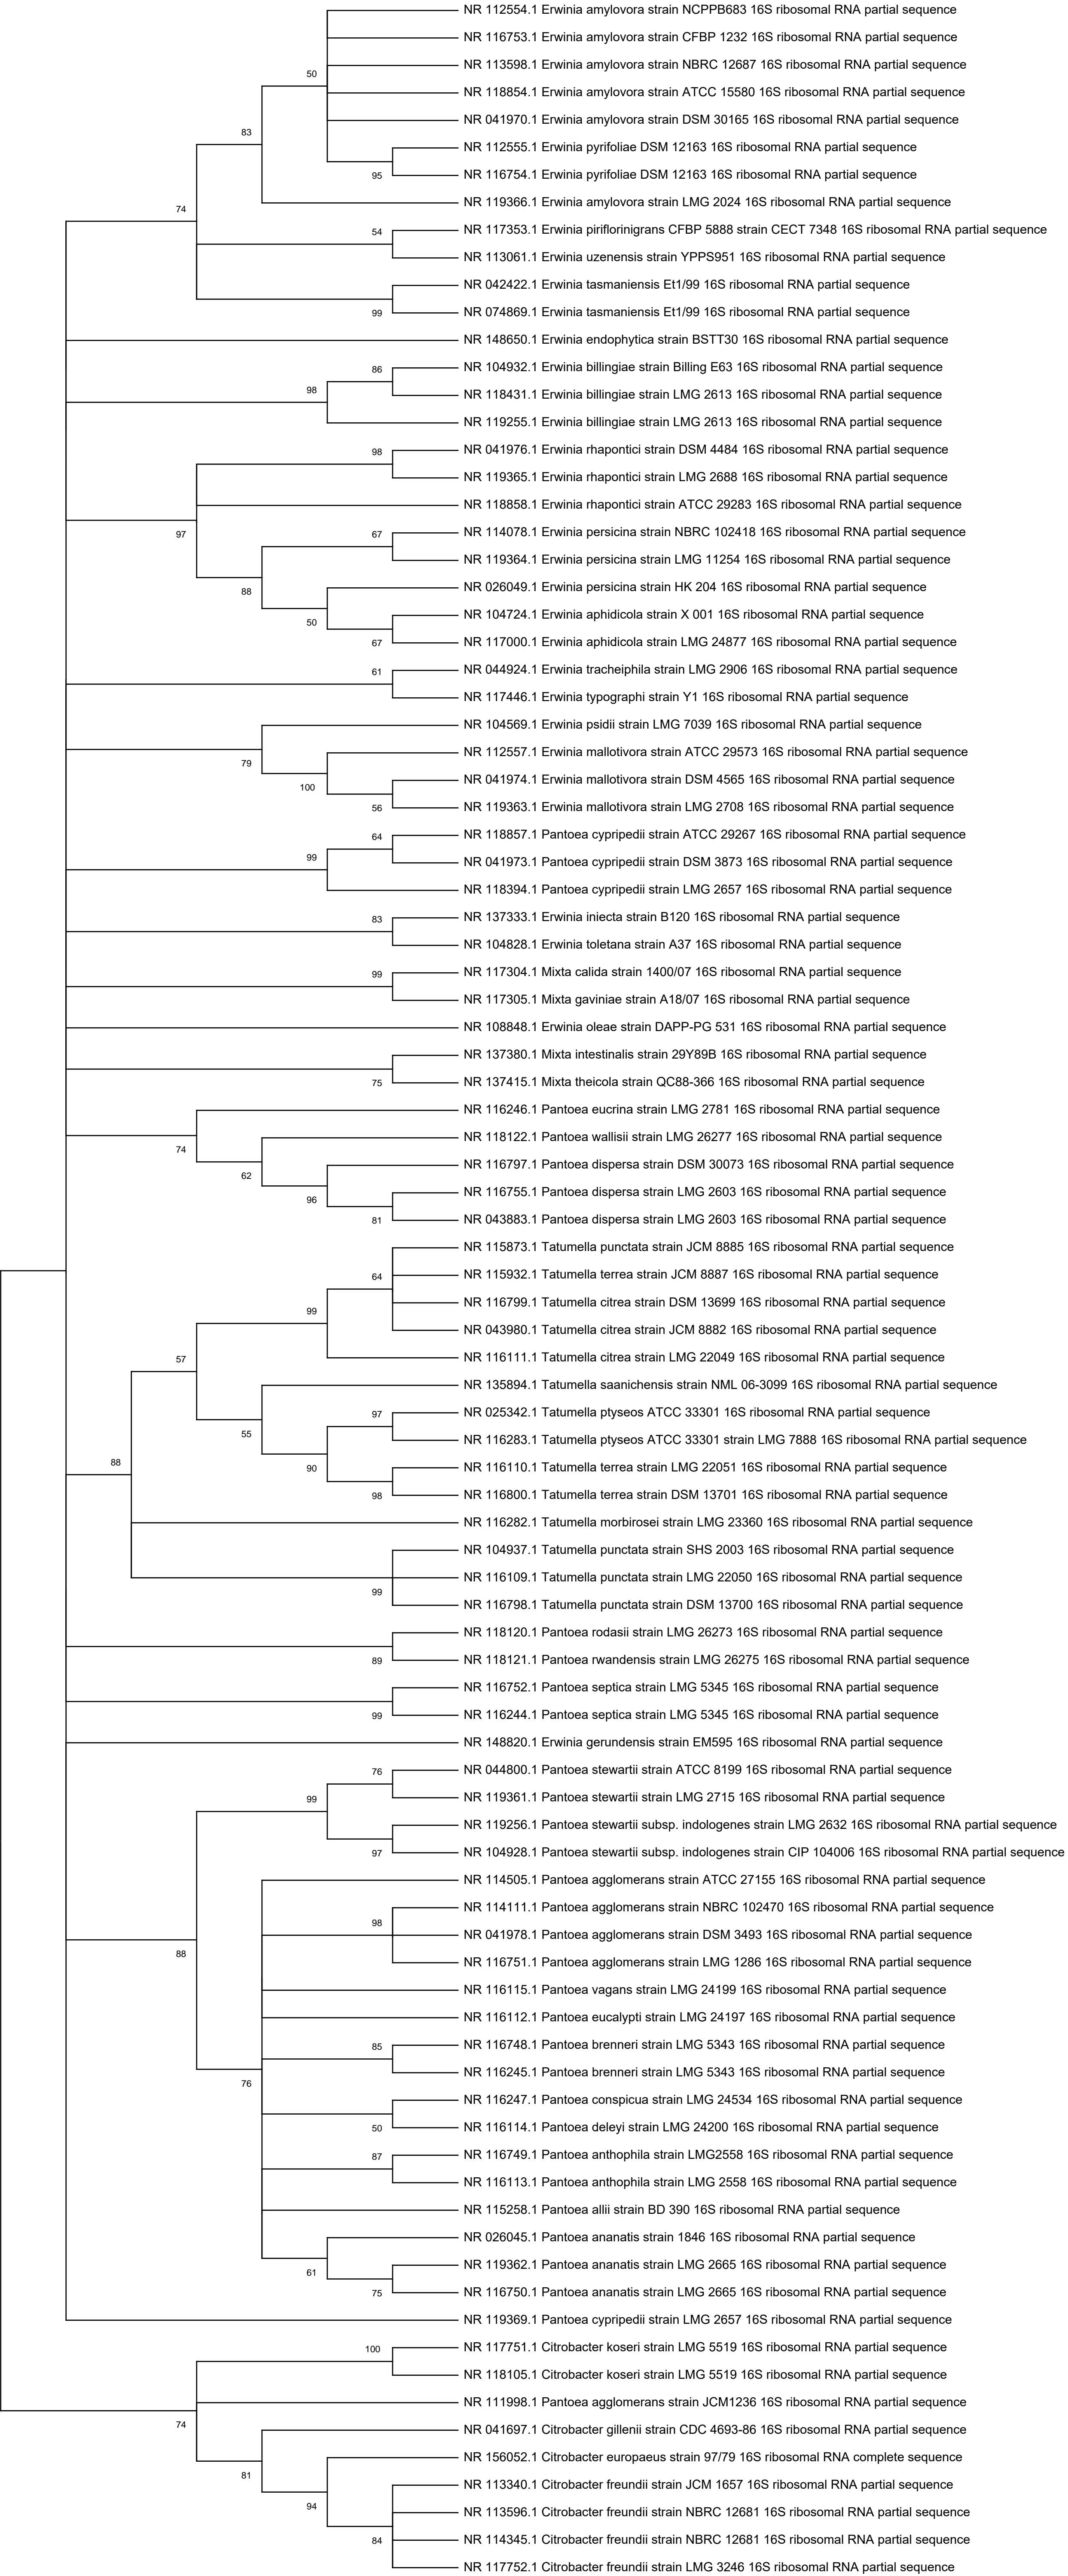 NR 112554.1 Erwinia amylovora strain NCPPB683 16S ribosomal RNA partial sequence
NR 116753.1 Erwinia amylovora strain CFBP 1232 16S ribosomal RNA partial sequence
NR 113598.1 Erwinia amylovora strain NBRC 12687 16S ribosomal RNA partial sequence
50
NR 118854.1 Erwinia amylovora strain ATCC 15580 16S ribosomal RNA partial sequence
NR 041970.1 Erwinia amylovora strain DSM 30165 16S ribosomal RNA partial sequence
83
NR 112555.1 Erwinia pyrifoliae DSM 12163 16S ribosomal RNA partial sequence
95
NR 116754.1 Erwinia pyrifoliae DSM 12163 16S ribosomal RNA partial sequence
NR 119366.1 Erwinia amylovora LMG 2024 16S ribosomal RNA partial sequence
74
NR 117353.1 Erwinia piriflorinigrans CFBP 5888 strain CECT 7348 16S ribosomal RNA partial sequence
54
NR 113061.1 Erwinia uzenensis strain YPPS951 16S ribosomal RNA partial sequence
NR 042422.1 Erwinia tasmaniensis Et1/99 16S ribosomal RNA partial sequence
99
NR 074869.1 Erwinia tasmaniensis Et1/99 16S ribosomal RNA partial sequence
NR 148650.1 Erwinia endophytica strain BSTT30 16S ribosomal RNA partial sequence
86
NR 104932.1 Erwinia billingiae strain Billing E63 16S ribosomal RNA partial sequence
98
NR 118431.1 Erwinia billingiae strain LMG 2613 16S ribosomal RNA partial sequence
NR 119255.1 Erwinia billingiae strain LMG 2613 16S ribosomal RNA partial sequence
98
NR 041976.1 Erwinia rhapontici strain DSM 4484 16S ribosomal RNA partial sequence
NR 119365.1 Erwinia rhapontici strain LMG 2688 16S ribosomal RNA partial sequence
NR 118858.1 Erwinia rhapontici strain ATCC 29283 16S ribosomal RNA partial sequence
97
67
NR 114078.1 Erwinia persicina strain NBRC 102418 16S ribosomal RNA partial sequence
NR 119364.1 Erwinia persicina strain LMG 11254 16S ribosomal RNA partial sequence
88
NR 026049.1 Erwinia persicina strain HK 204 16S ribosomal RNA partial sequence
50
NR 104724.1 Erwinia aphidicola strain X 001 16S ribosomal RNA partial sequence
67
NR 117000.1 Erwinia aphidicola strain LMG 24877 16S ribosomal RNA partial sequence
61
NR 044924.1 Erwinia tracheiphila strain LMG 2906 16S ribosomal RNA partial sequence
NR 117446.1 Erwinia typographi strain Y1 16S ribosomal RNA partial sequence
NR 104569.1 Erwinia psidii strain LMG 7039 16S ribosomal RNA partial sequence
79
NR 112557.1 Erwinia mallotivora strain ATCC 29573 16S ribosomal RNA partial sequence
100
NR 041974.1 Erwinia mallotivora strain DSM 4565 16S ribosomal RNA partial sequence
56
NR 119363.1 Erwinia mallotivora strain LMG 2708 16S ribosomal RNA partial sequence
64
NR 118857.1 Pantoea cypripedii strain ATCC 29267 16S ribosomal RNA partial sequence
99
NR 041973.1 Pantoea cypripedii strain DSM 3873 16S ribosomal RNA partial sequence
NR 118394.1 Pantoea cypripedii strain LMG 2657 16S ribosomal RNA partial sequence
83
NR 137333.1 Erwinia iniecta strain B120 16S ribosomal RNA partial sequence
NR 104828.1 Erwinia toletana strain A37 16S ribosomal RNA partial sequence
99
NR 117304.1 Mixta calida strain 1400/07 16S ribosomal RNA partial sequence
NR 117305.1 Mixta gaviniae strain A18/07 16S ribosomal RNA partial sequence
NR 108848.1 Erwinia oleae strain DAPP-PG 531 16S ribosomal RNA partial sequence
NR 137380.1 Mixta intestinalis strain 29Y89B 16S ribosomal RNA partial sequence
75
NR 137415.1 Mixta theicola strain QC88-366 16S ribosomal RNA partial sequence
NR 116246.1 Pantoea eucrina strain LMG 2781 16S ribosomal RNA partial sequence
74
NR 118122.1 Pantoea wallisii strain LMG 26277 16S ribosomal RNA partial sequence
62
NR 116797.1 Pantoea dispersa strain DSM 30073 16S ribosomal RNA partial sequence
96
NR 116755.1 Pantoea dispersa strain LMG 2603 16S ribosomal RNA partial sequence
81
NR 043883.1 Pantoea dispersa strain LMG 2603 16S ribosomal RNA partial sequence
NR 115873.1 Tatumella punctata strain JCM 8885 16S ribosomal RNA partial sequence
64
NR 115932.1 Tatumella terrea strain JCM 8887 16S ribosomal RNA partial sequence
NR 116799.1 Tatumella citrea strain DSM 13699 16S ribosomal RNA partial sequence
99
NR 043980.1 Tatumella citrea strain JCM 8882 16S ribosomal RNA partial sequence
NR 116111.1 Tatumella citrea strain LMG 22049 16S ribosomal RNA partial sequence
57
NR 135894.1 Tatumella saanichensis strain NML 06-3099 16S ribosomal RNA partial sequence
97
NR 025342.1 Tatumella ptyseos ATCC 33301 16S ribosomal RNA partial sequence
55
NR 116283.1 Tatumella ptyseos ATCC 33301 strain LMG 7888 16S ribosomal RNA partial sequence
88
90
NR 116110.1 Tatumella terrea strain LMG 22051 16S ribosomal RNA partial sequence
98
NR 116800.1 Tatumella terrea strain DSM 13701 16S ribosomal RNA partial sequence
NR 116282.1 Tatumella morbirosei strain LMG 23360 16S ribosomal RNA partial sequence
NR 104937.1 Tatumella punctata strain SHS 2003 16S ribosomal RNA partial sequence
NR 116109.1 Tatumella punctata strain LMG 22050 16S ribosomal RNA partial sequence
99
NR 116798.1 Tatumella punctata strain DSM 13700 16S ribosomal RNA partial sequence
NR 118120.1 Pantoea rodasii strain LMG 26273 16S ribosomal RNA partial sequence
89
NR 118121.1 Pantoea rwandensis strain LMG 26275 16S ribosomal RNA partial sequence
NR 116752.1 Pantoea septica strain LMG 5345 16S ribosomal RNA partial sequence
99
NR 116244.1 Pantoea septica strain LMG 5345 16S ribosomal RNA partial sequence
NR 148820.1 Erwinia gerundensis strain EM595 16S ribosomal RNA partial sequence
76
NR 044800.1 Pantoea stewartii strain ATCC 8199 16S ribosomal RNA partial sequence
99
NR 119361.1 Pantoea stewartii strain LMG 2715 16S ribosomal RNA partial sequence
NR 119256.1 Pantoea stewartii subsp. indologenes strain LMG 2632 16S ribosomal RNA partial sequence
97
NR 104928.1 Pantoea stewartii subsp. indologenes strain CIP 104006 16S ribosomal RNA partial sequence
NR 114505.1 Pantoea agglomerans strain ATCC 27155 16S ribosomal RNA partial sequence
NR 114111.1 Pantoea agglomerans strain NBRC 102470 16S ribosomal RNA partial sequence
98
NR 041978.1 Pantoea agglomerans strain DSM 3493 16S ribosomal RNA partial sequence
88
NR 116751.1 Pantoea agglomerans strain LMG 1286 16S ribosomal RNA partial sequence
NR 116115.1 Pantoea vagans strain LMG 24199 16S ribosomal RNA partial sequence
NR 116112.1 Pantoea eucalypti strain LMG 24197 16S ribosomal RNA partial sequence
85
NR 116748.1 Pantoea brenneri strain LMG 5343 16S ribosomal RNA partial sequence
NR 116245.1 Pantoea brenneri strain LMG 5343 16S ribosomal RNA partial sequence
76
NR 116247.1 Pantoea conspicua strain LMG 24534 16S ribosomal RNA partial sequence
50
NR 116114.1 Pantoea deleyi strain LMG 24200 16S ribosomal RNA partial sequence
87
NR 116749.1 Pantoea anthophila strain LMG2558 16S ribosomal RNA partial sequence
NR 116113.1 Pantoea anthophila strain LMG 2558 16S ribosomal RNA partial sequence
NR 115258.1 Pantoea allii strain BD 390 16S ribosomal RNA partial sequence
NR 026045.1 Pantoea ananatis strain 1846 16S ribosomal RNA partial sequence
61
NR 119362.1 Pantoea ananatis strain LMG 2665 16S ribosomal RNA partial sequence
75
NR 116750.1 Pantoea ananatis strain LMG 2665 16S ribosomal RNA partial sequence
NR 119369.1 Pantoea cypripedii strain LMG 2657 16S ribosomal RNA partial sequence
100
NR 117751.1 Citrobacter koseri strain LMG 5519 16S ribosomal RNA partial sequence
NR 118105.1 Citrobacter koseri strain LMG 5519 16S ribosomal RNA partial sequence
NR 111998.1 Pantoea agglomerans strain JCM1236 16S ribosomal RNA partial sequence
74
NR 041697.1 Citrobacter gillenii strain CDC 4693-86 16S ribosomal RNA partial sequence
NR 156052.1 Citrobacter europaeus strain 97/79 16S ribosomal RNA complete sequence
81
NR 113340.1 Citrobacter freundii strain JCM 1657 16S ribosomal RNA partial sequence
94
NR 113596.1 Citrobacter freundii strain NBRC 12681 16S ribosomal RNA partial sequence
84
NR 114345.1 Citrobacter freundii strain NBRC 12681 16S ribosomal RNA partial sequence
NR 117752.1 Citrobacter freundii strain LMG 3246 16S ribosomal RNA partial sequence